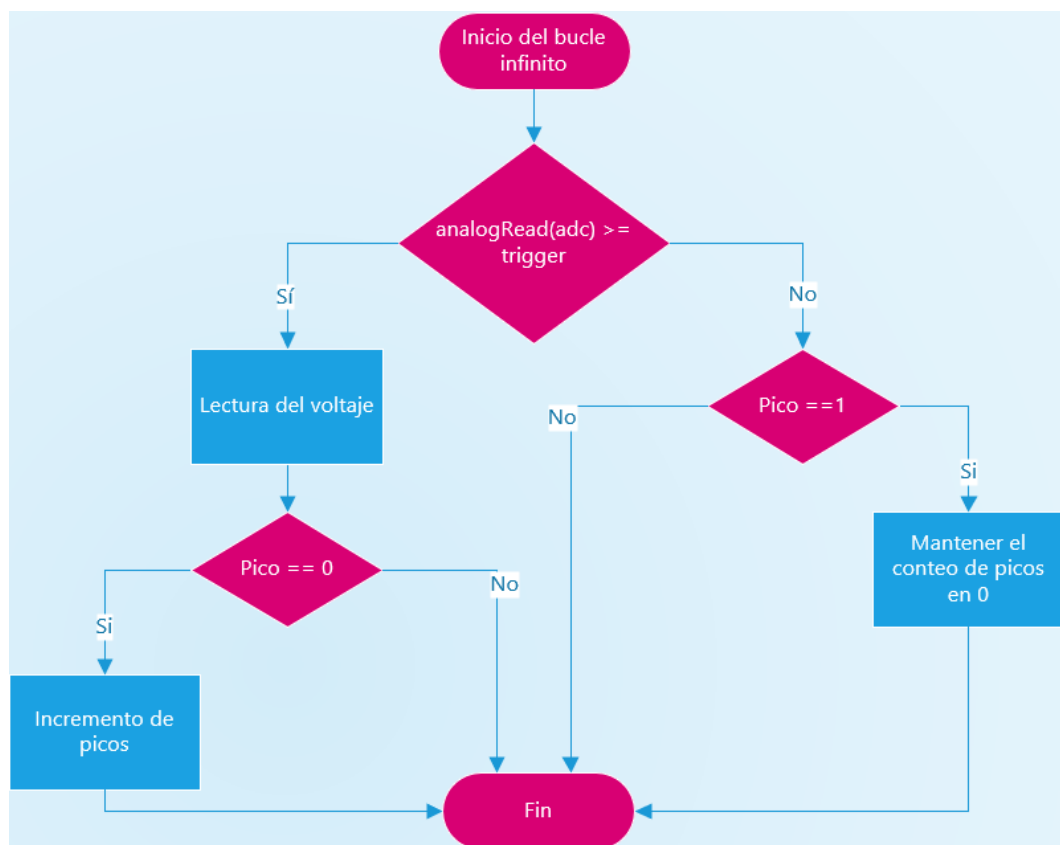 Inicio del bucle
infinito
analogRead(adc) >=
trigger
Sí
No
Lectura del voltaje
Pico ==1
No
Si
Pico == 0
Mantener el
conteo de picos
en 0
No
Si
Incremento de
picos
Fin